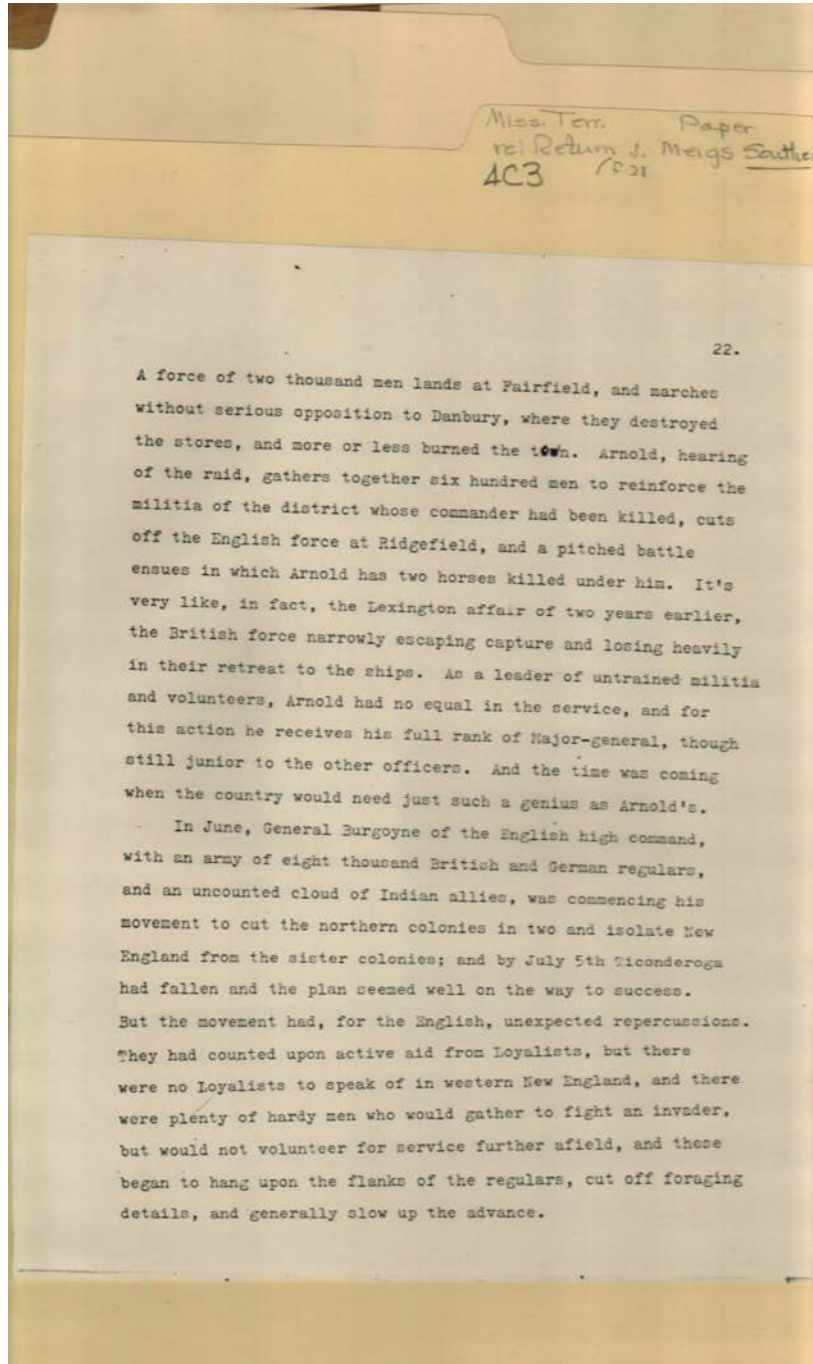 Miss. Terr. Paper
re: Return J. Meigs Southe
4C3
22.
A force of two thousand men lands at Fairfield, and marches
without serious opposition to Danbury, where they destroyed
the stores, and more or less burned the town. Arnold, hearing
of the raid, gathers together six hundred men to reinforce the
militia of the district whose commander had been killed, cuts
off the English force at Ridgefield, and a pitched battle
ensues in which Arnold has two horses killed under him. It's
very like, in fact, the Lexington affair of two years earlier,
the British force narrowly escaping capture and losing heavily
in their retreat to the ships. As a leader of untrained militia
and volunteers, Arnold had no equal in the service, and for
this action he receives his full rank of Major-general, though
still junior to the other officers. And the time was coming
when the country would need just such a genius as Arnold's.
In June, General Burgoyne of the English high command,
with an army of eight thousand British and German regulars,
and an uncounted cloud of Indian allies, was commencing his
movement to cut the northern colonies in two and isolate New
England from the sister colonies; and by July 5th Ticonderoga
had fallen and the plan seemed well on the way to success.
But the movement had, for the English, unexpected repercussions.
They had counted upon active aid from Loyalists, but there
were no Loyalists to speak of in western New England, and there
were plenty of hardy men who would gather to fight an invader,
but would not volunteer for service further afield, and these
began to hang upon the flanks of the regulars, cut off foraging
details, and generally slow up the advance.